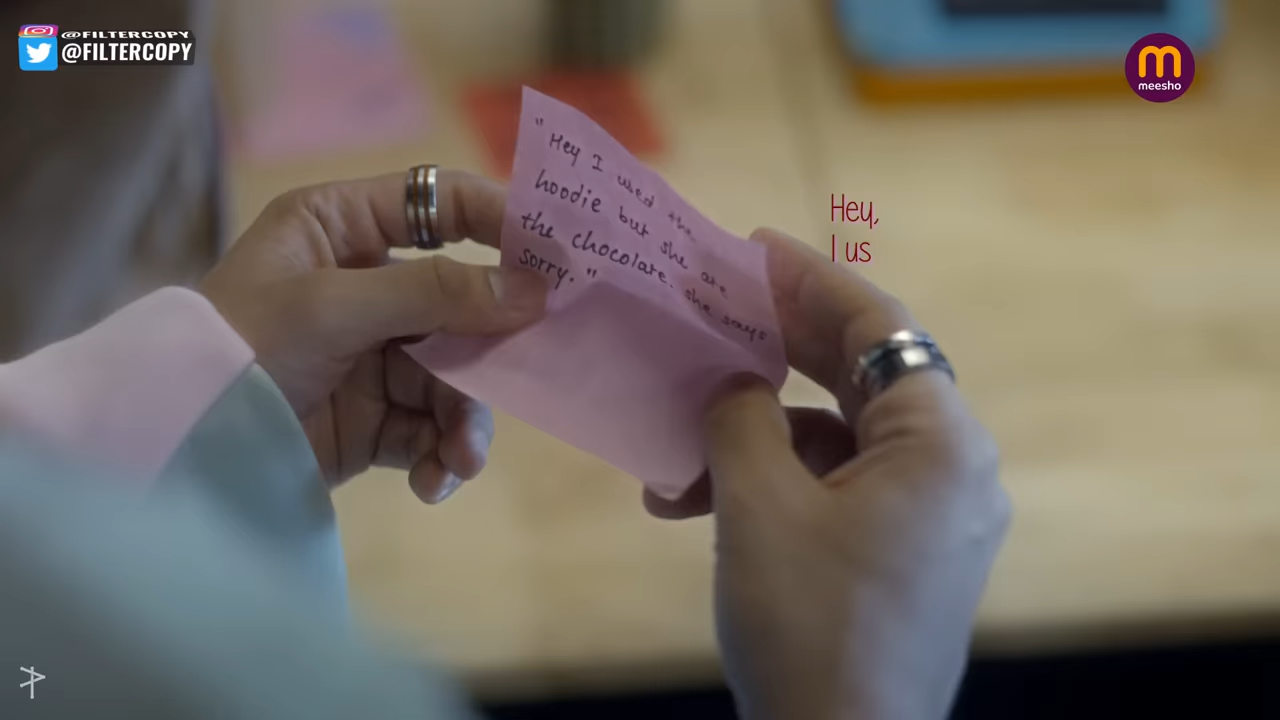 @FILTERCOPY
@FILTERCOPY
meesho
"Hey I used the
hoodie but she ate
the chocolate. she says
sorry."
Hey,
I us